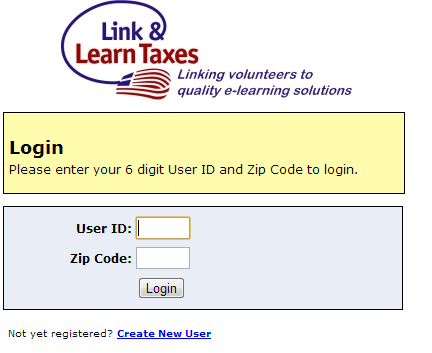 Link &
Learn Taxes
Linking volunteers to
quality e-learning solutions
Login
Please enter your 6 digit User ID and Zip Code to login.
User ID:
Zip Code:
Login
Not yet registered? Create New User